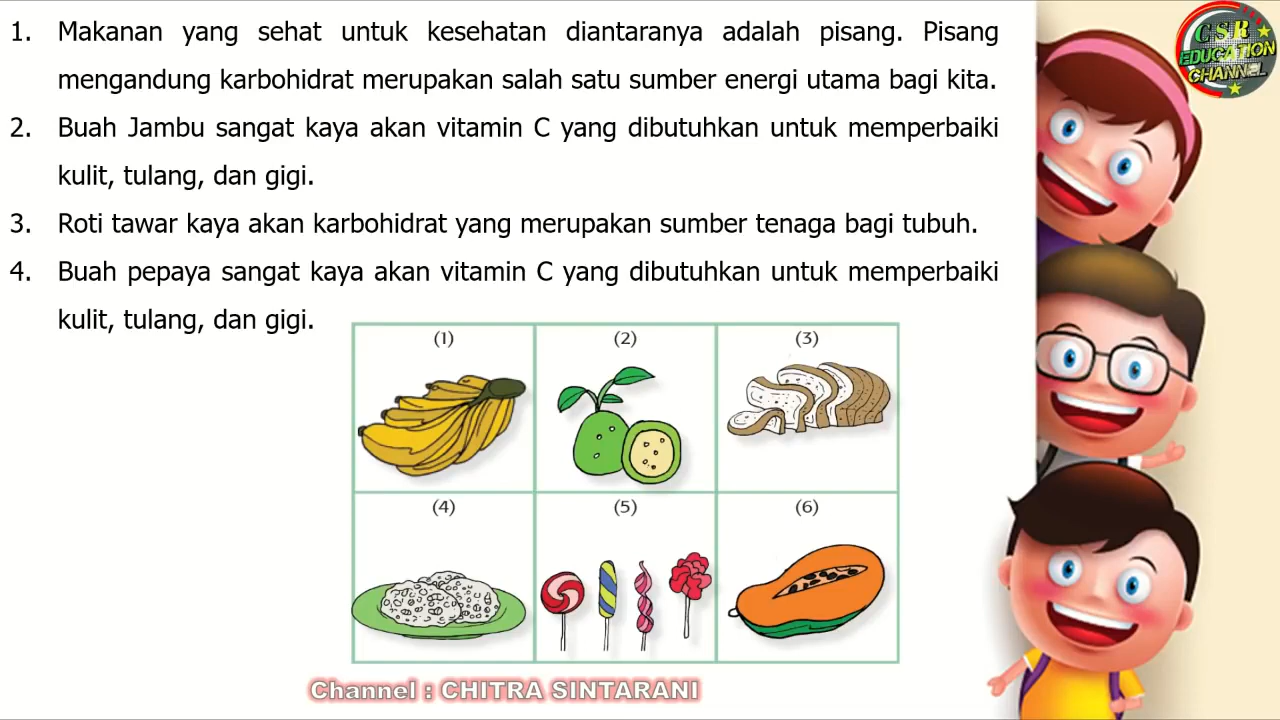 1. Makanan yang sehat untuk kesehatan diantaranya adalah pisang. Pisang
mengandung karbohidrat merupakan salah satu sumber energi utama bagi kita.
2. Buah Jambu sangat kaya akan vitamin C yang dibutuhkan untuk memperbaiki
kulit, tulang, dan gigi.
3. Roti tawar kaya akan karbohidrat yang merupakan sumber tenaga bagi tubuh.
4. Buah pepaya sangat kaya akan vitamin C yang dibutuhkan untuk memperbaiki
kulit, tulang, dan gigi.
(1) (2) (3)
(4) (5) (6)
Channel : CHITRA SINTARANI
CSR
EDUCATION
CHANNEL